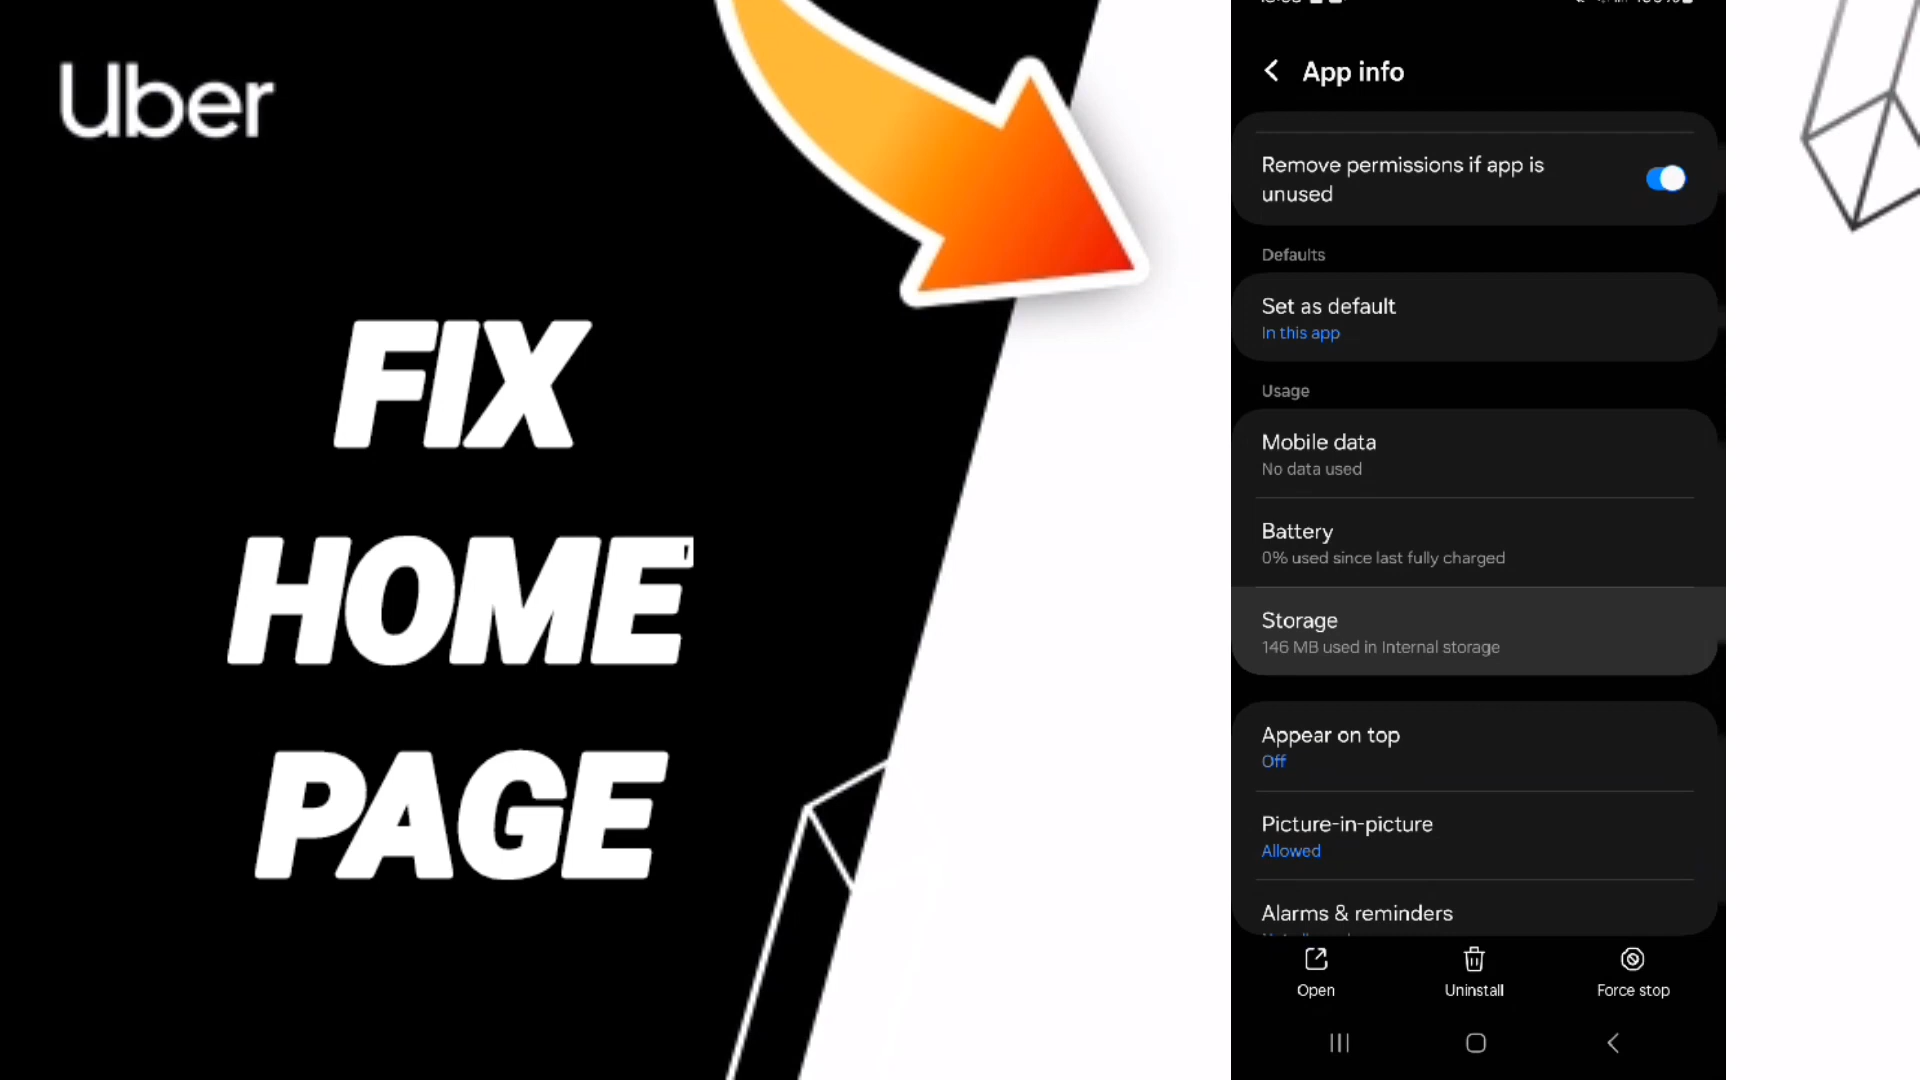 Uber
FIX
HOME
PAGE
App info
Remove permissions if app is
unused
Defaults
Set as default
In this app
Usage
Mobile data
No data used
Battery
0% used since last fully charged
Storage
146 MB used in Internal storage
Appear on top
Off
Picture-in-picture
Allowed
Alarms & reminders
Open
Uninstall
Force stop